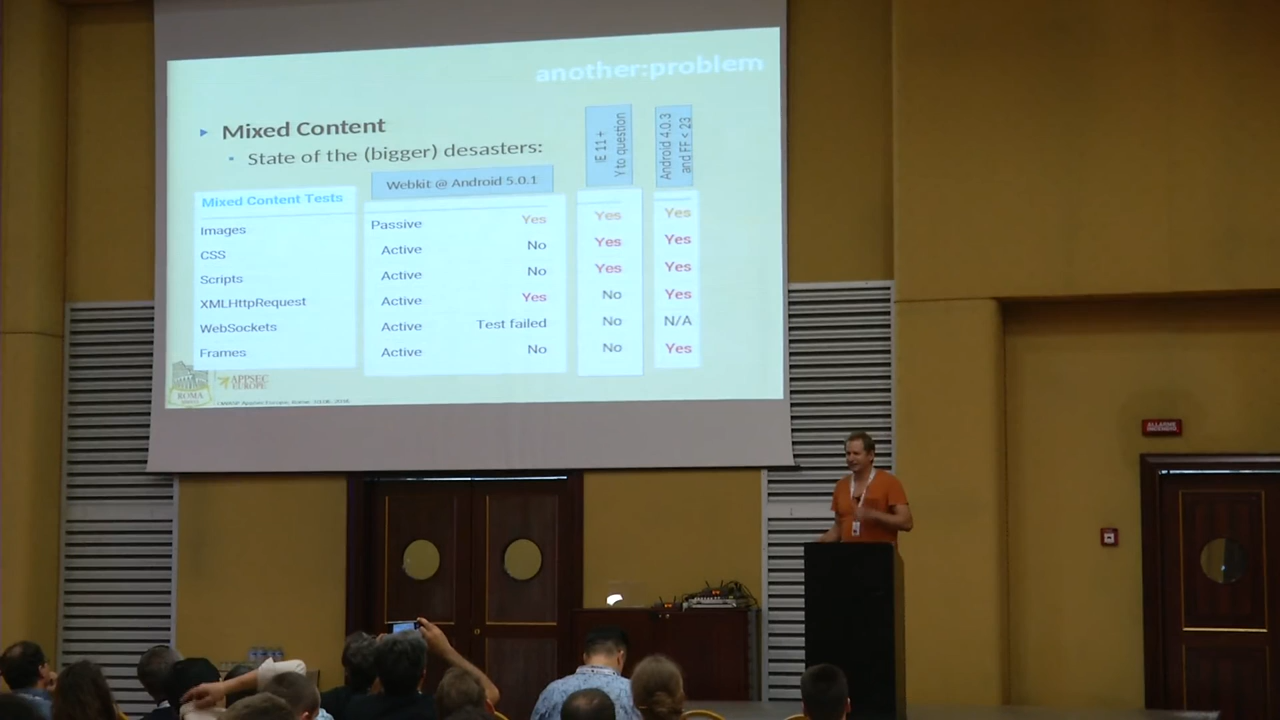 another:problem
▸ Mixed Content
▪ State of the (bigger) desasters:
IE 11 +
Y to question
Android 4.0.3
and FF < 23
Webkit @ Android 5.0.1
Mixed Content Tests
Images Passive Yes Yes Yes
CSS Active No Yes Yes
Scripts Active No Yes Yes
XMLHttpRequest Active Yes No Yes
WebSockets Active Test failed No N/A
Frames Active No No Yes
ROMA
APPSEC
EUROPE
ALLARME